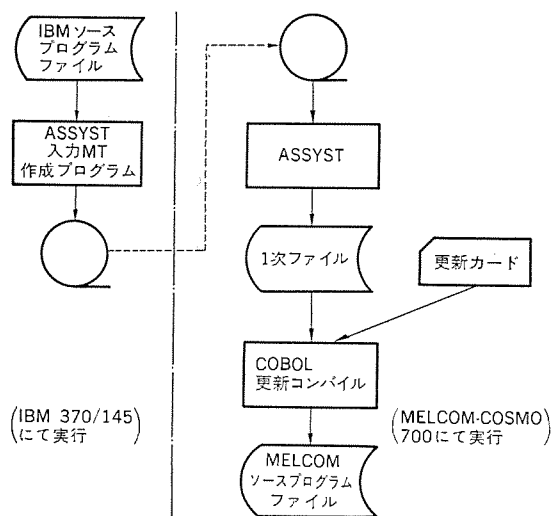 IBMソース
プログラム
ファイル
ASSYST
入力MT
作成プログラム
(IBM 370/145)
にて実行
ASSYST
1次ファイル
更新カード
COBOL
更新コンパイル
(MELCOM-COSMO)
700にて実行
MELCOM
ソースプログラム
ファイル